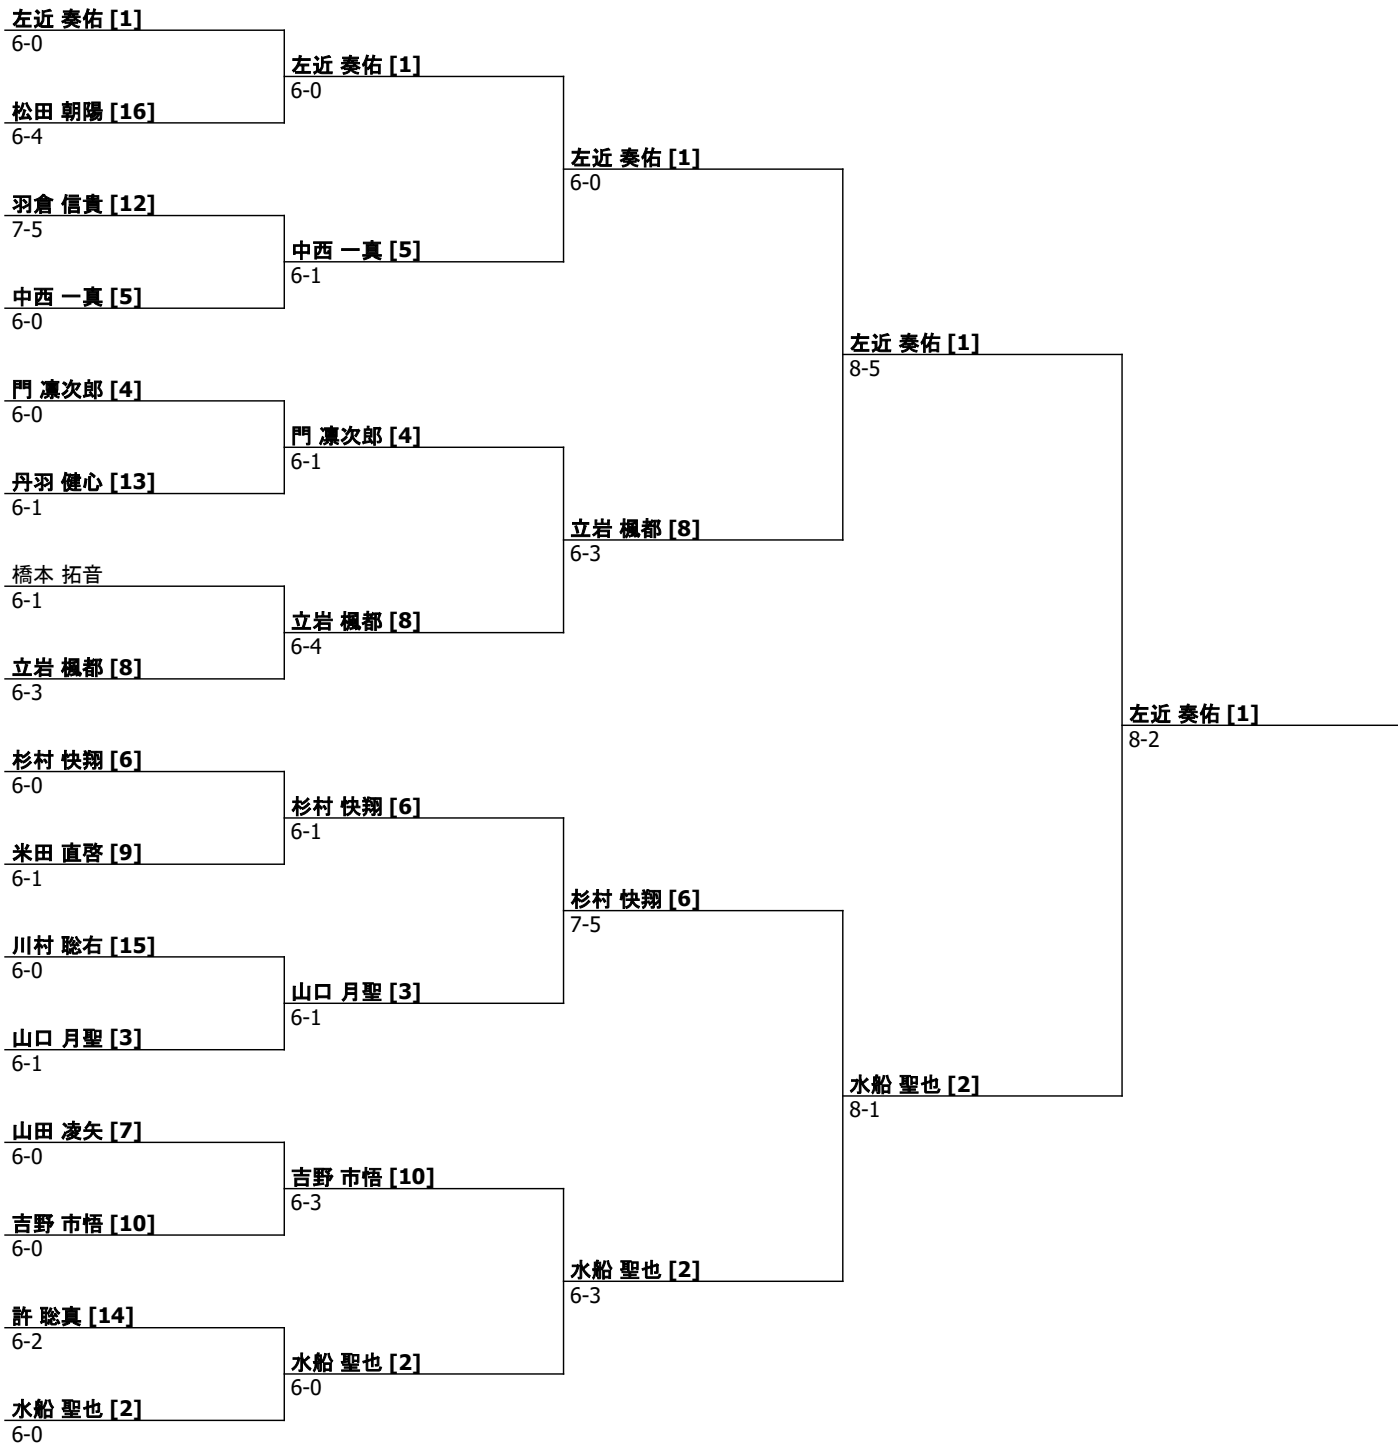 左近 奏佑 [1]
6-0
左近 奏佑 [1]
6-0
松田 朝陽 [16]
6-4
左近 奏佑 [1]
6-0
羽倉 信貴 [12]
7-5
中西 一真 [5]
6-1
中西 一真 [5]
6-0
左近 奏佑 [1]
8-5
門 凛次郎 [4]
6-0
門 凛次郎 [4]
6-1
丹羽 健心 [13]
6-1
立岩 楓都 [8]
6-3
橋本 拓音
6-1
立岩 楓都 [8]
6-4
立岩 楓都 [8]
6-3
左近 奏佑 [1]
8-2
杉村 快翔 [6]
6-0
杉村 快翔 [6]
6-1
米田 直啓 [9]
6-1
杉村 快翔 [6]
7-5
川村 聡右 [15]
6-0
山口 月聖 [3]
6-1
山口 月聖 [3]
6-1
水船 聖也 [2]
8-1
山田 凌矢 [7]
6-0
吉野 市悟 [10]
6-3
吉野 市悟 [10]
6-0
水船 聖也 [2]
6-3
許 聡真 [14]
6-2
水船 聖也 [2]
6-0
水船 聖也 [2]
6-0